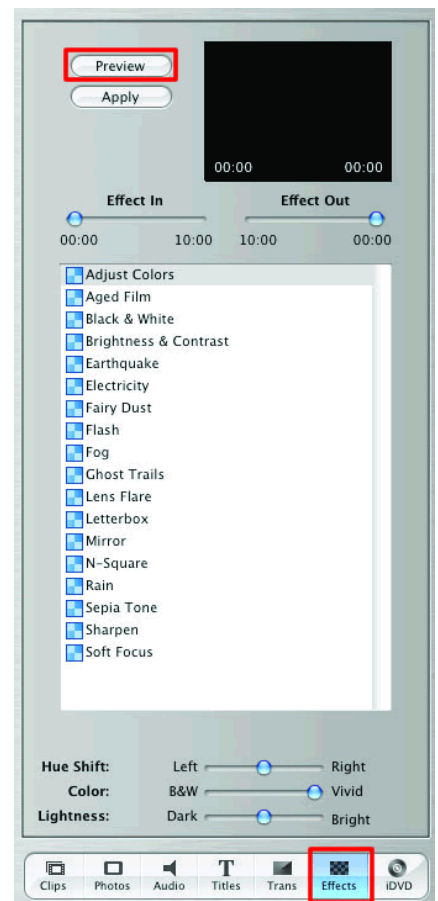 Preview
Apply
00:00 00:00
Effect In Effect Out
00:00 10:00 10:00 00:00
Adjust Colors
Aged Film
Black & White
Brightness & Contrast
Earthquake
Electricity
Fairy Dust
Flash
Fog
Ghost Trails
Lens Flare
Letterbox
Mirror
N-Square
Rain
Sepia Tone
Sharpen
Soft Focus
Hue Shift: Left Right
Color: B&W Vivid
Lightness: Dark Bright
Clips Photos Audio Titles Trans Effects iDVD